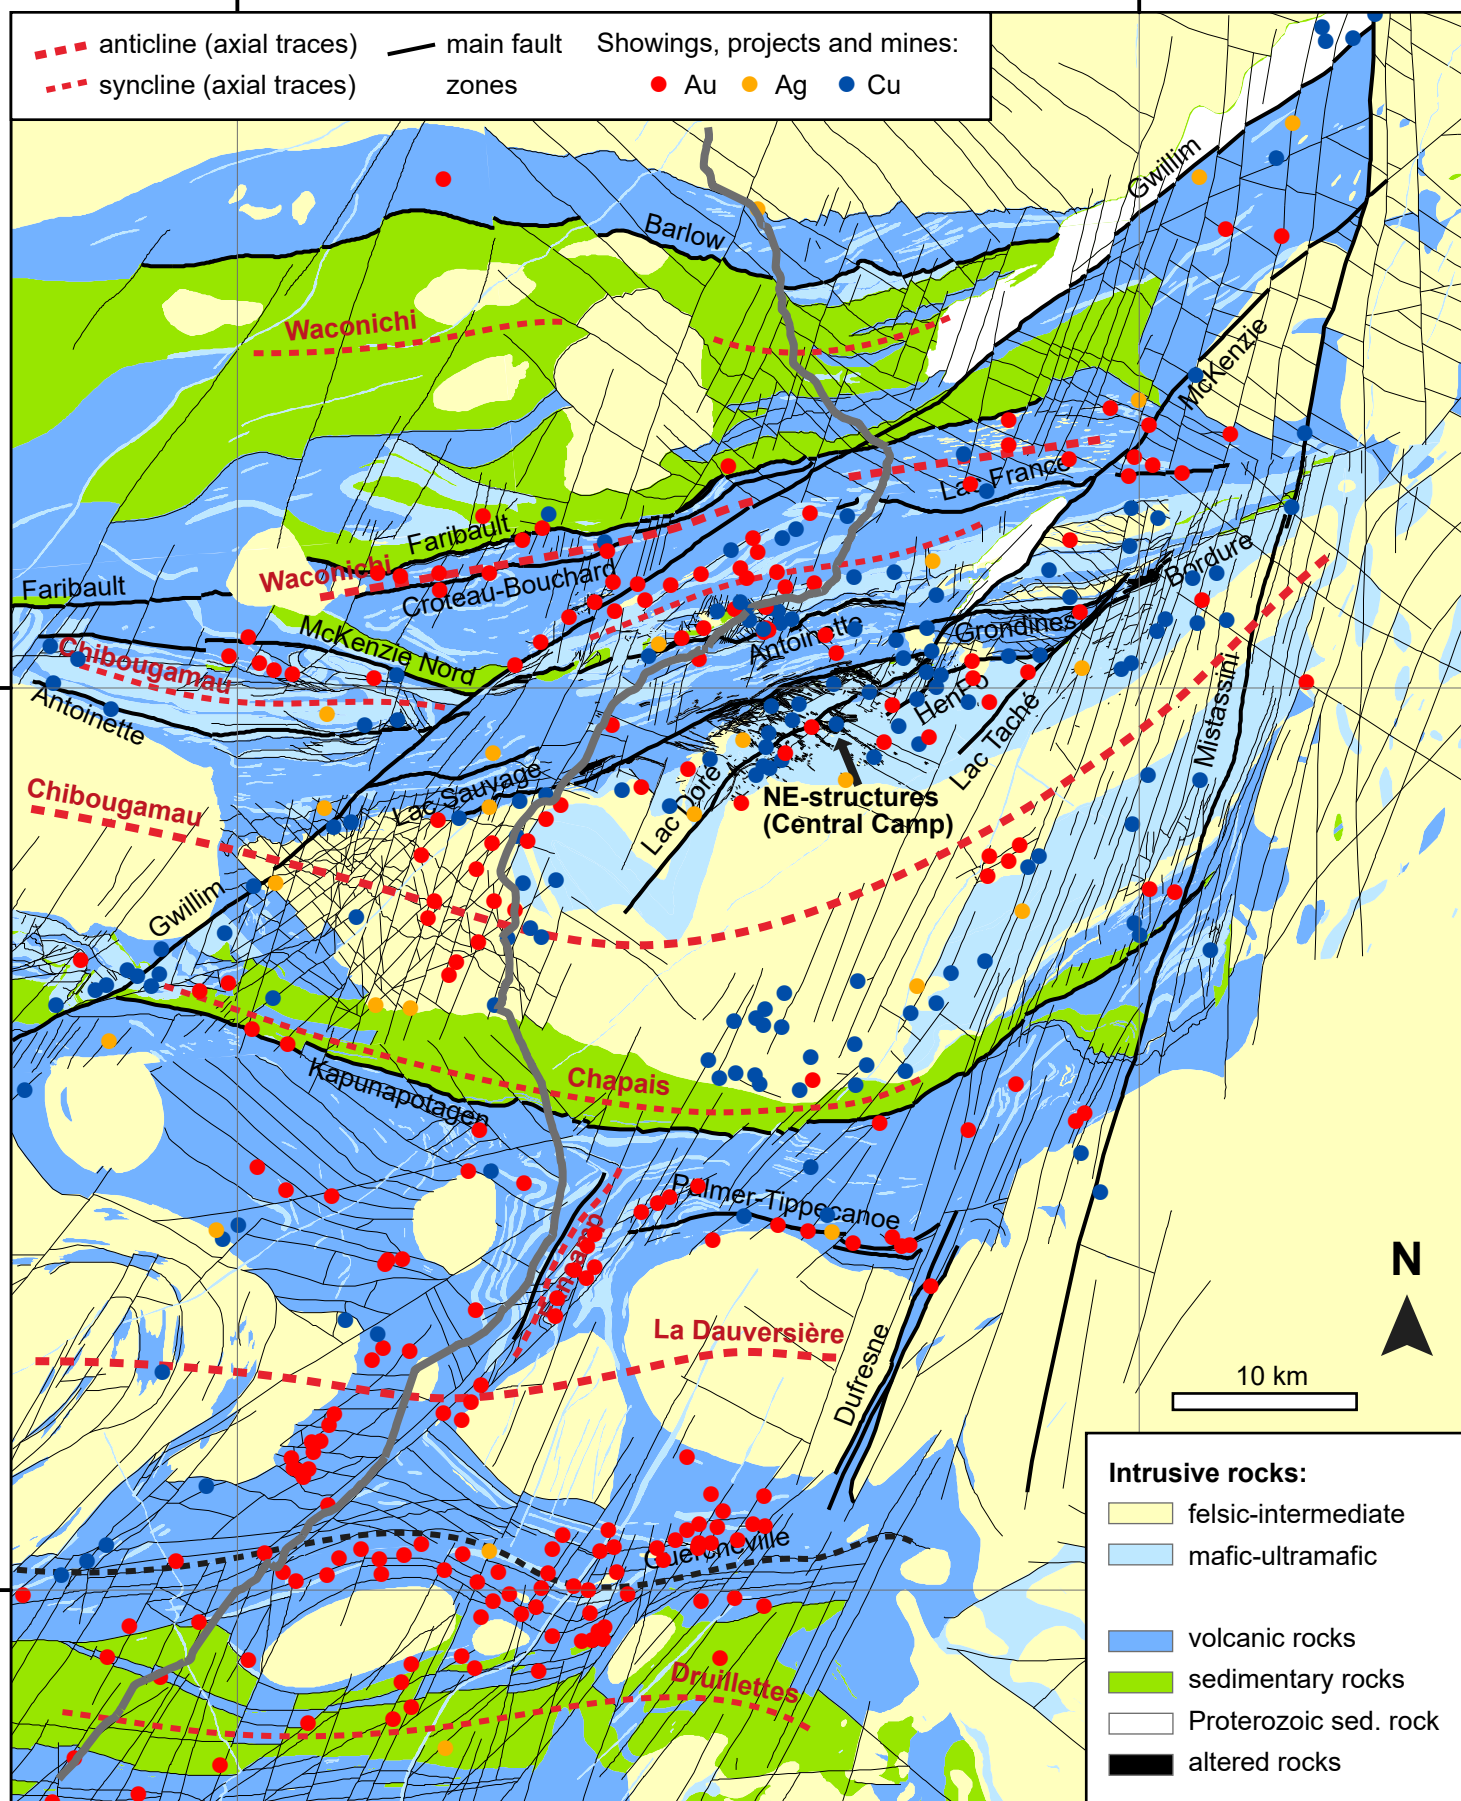 anticline (axial traces)
main fault
Showings, projects and mines:
syncline (axial traces)
zones
Au
Ag
Cu
Gwillim
Barlow
Waconichi
McKenzie
Lac France
Faribault
Waconichi
Croteau-Bouchard
Faribault
Bordure
McKenzie Nord
Antoinette
Grondines
Chibougamau
Antoinette
Henro
Mistassini
Lac Taché
Lac Sauvage
Chibougamau
Lac Doré
NE-structures
(Central Camp)
Gwillim
Kapunapotagen
Chapais
Palmer-Tippecanoe
N
La Dauversière
Dufresne
10 km
Guercheville
Druillettes
Intrusive rocks:
felsic-intermediate
mafic-ultramafic
volcanic rocks
sedimentary rocks
Proterozoic sed. rock
altered rocks